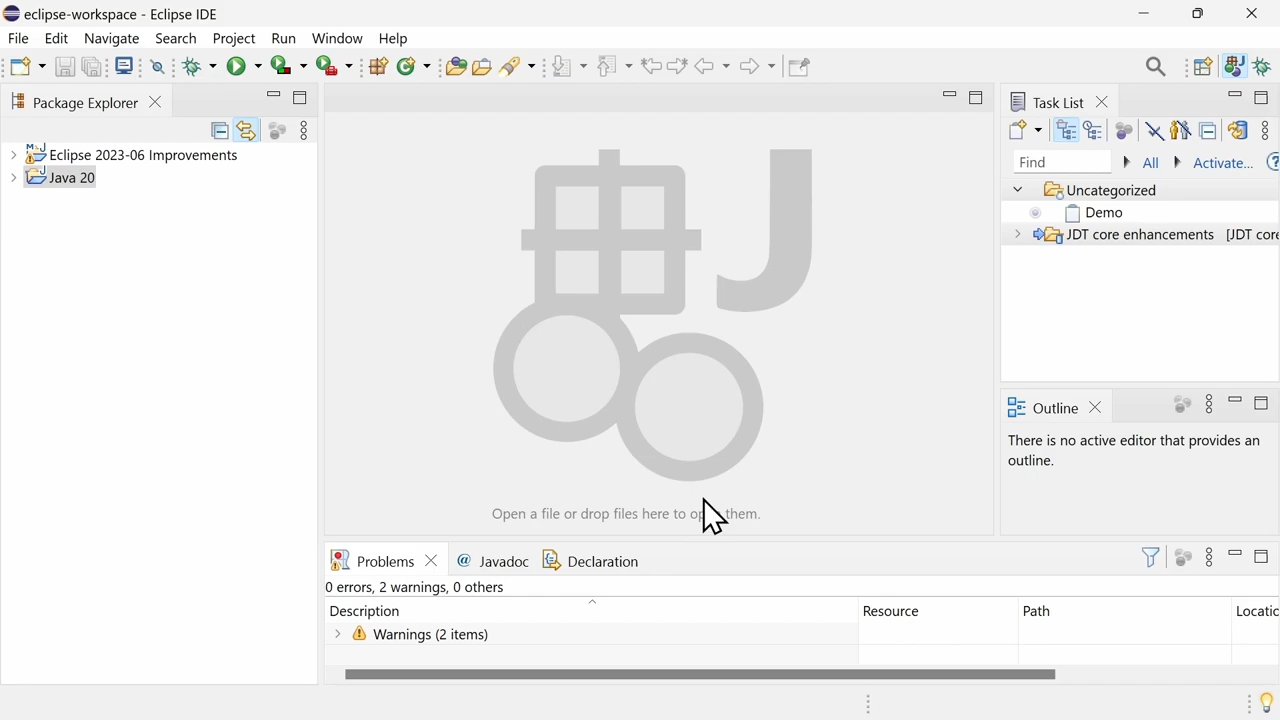 eclipse-workspace - Eclipse IDE
File Edit Navigate Search Project Run Window Help
Package Explorer
Eclipse 2023-06 Improvements
Java 20
Open a file or drop files here to them.
Task List
Find All Activate...
Uncategorized
Demo
JDT core enhancements [JDT core
Outline
There is no active editor that provides an
outline.
Problems @ Javadoc Declaration
0 errors, 2 warnings, 0 others
Description Resource Path Locatic
Warnings (2 items)